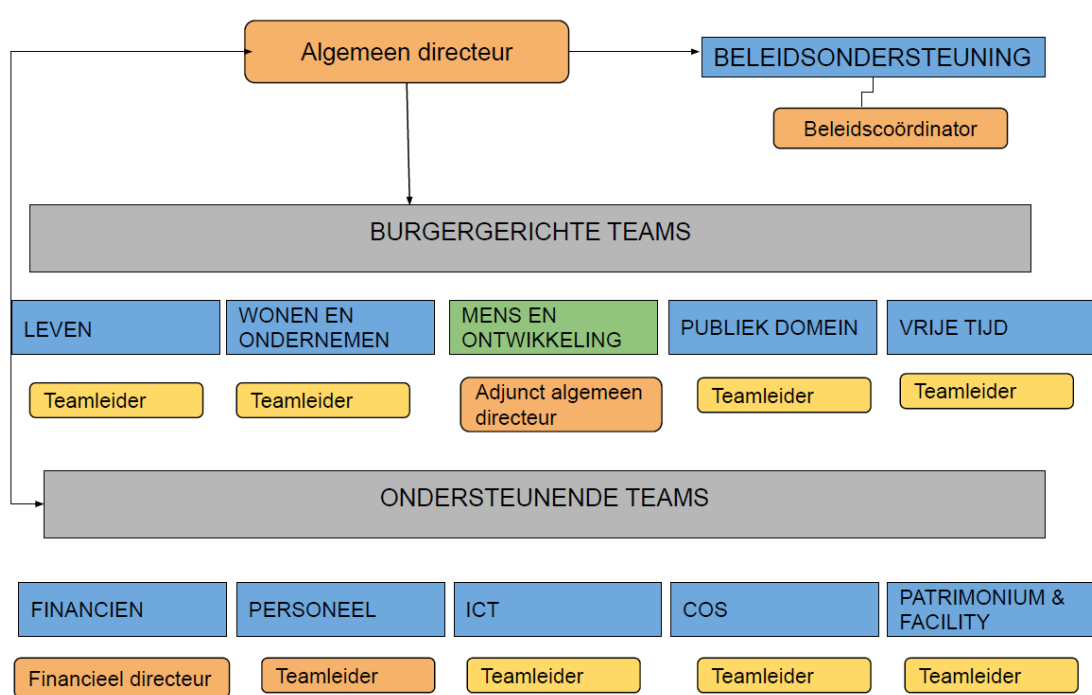 Algemeen directeur
BELEIDSONDERSTEUNING
Beleidscoördinator
BURGERGERICHTE TEAMS
LEVEN
WONEN EN
ONDERNEMEN
MENS EN
ONTWIKKELING
PUBLIEK DOMEIN
VRIJE TIJD
Teamleider
Teamleider
Adjunct algemeen
directeur
Teamleider
Teamleider
ONDERSTEUNENDE TEAMS
FINANCIEN
PERSONEEL
ICT
COS
PATRIMONIUM &
FACILITY
Financieel directeur
Teamleider
Teamleider
Teamleider
Teamleider